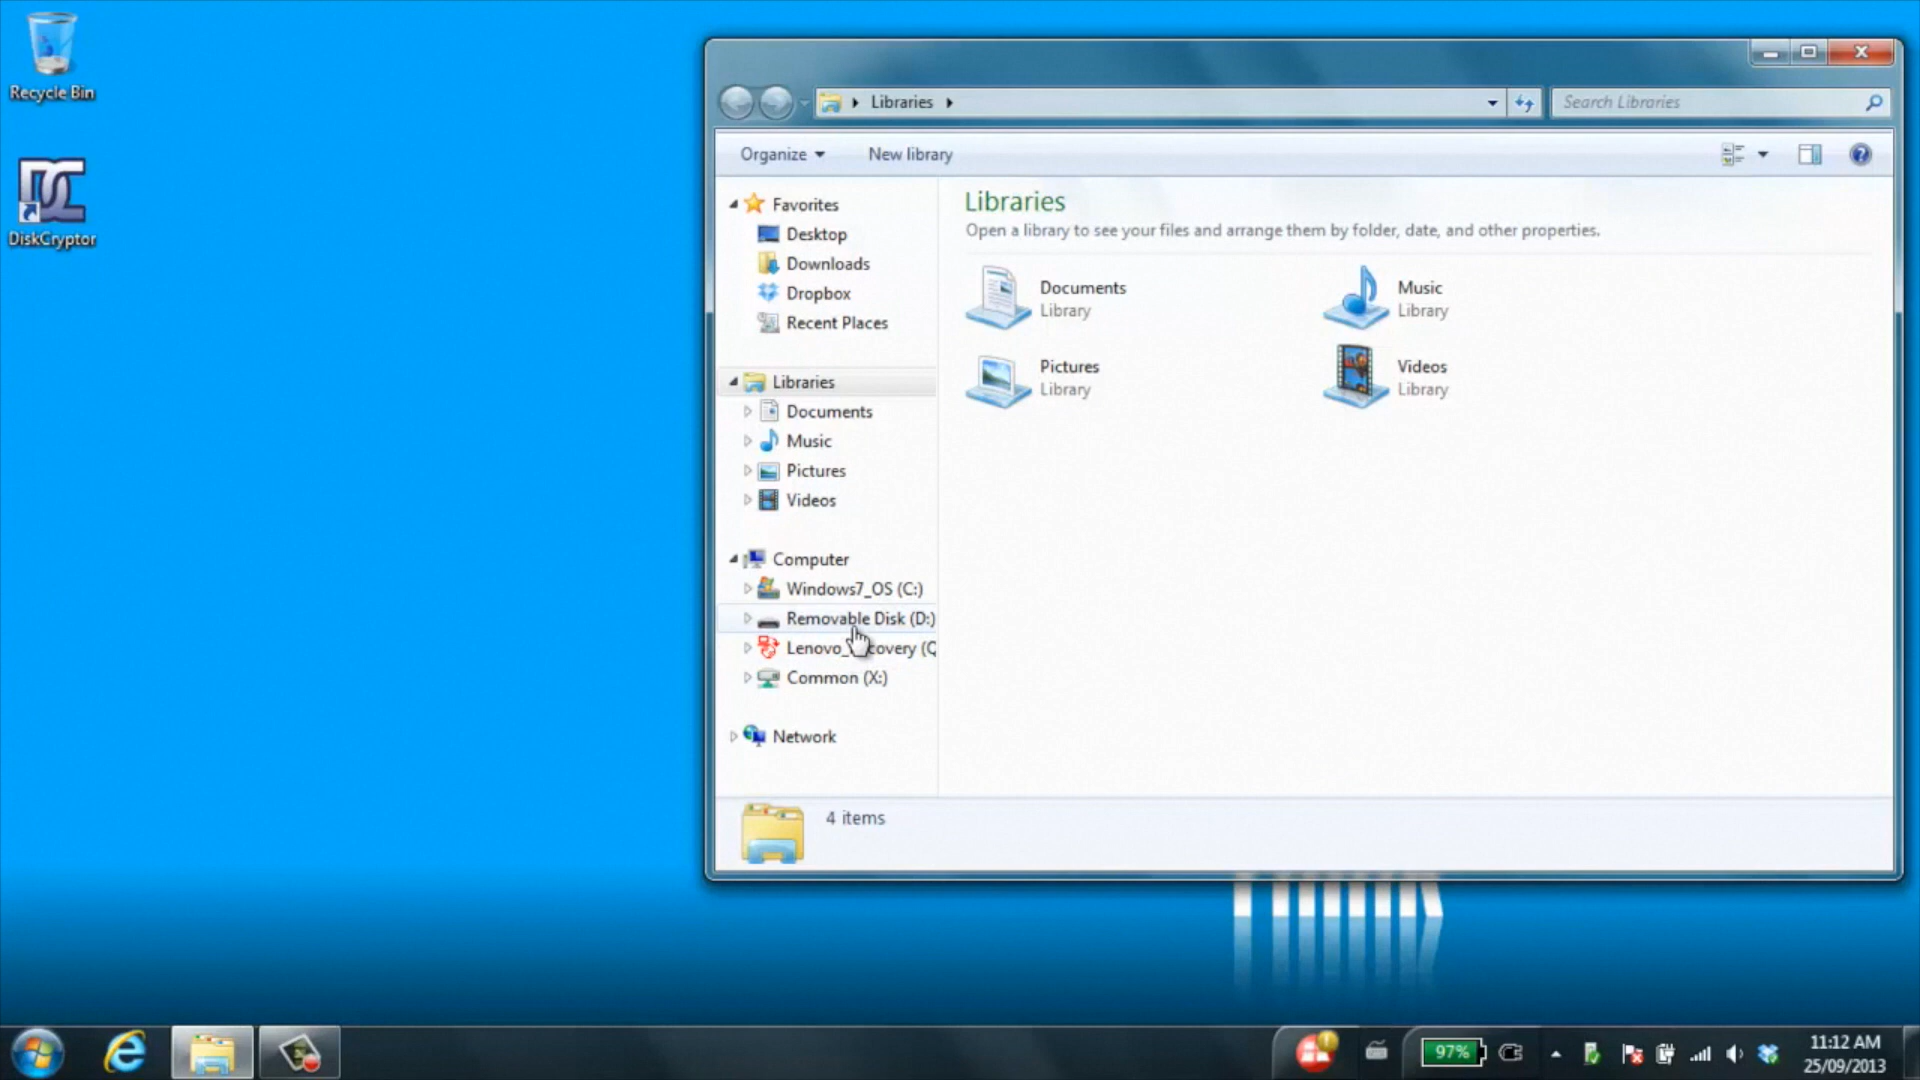 Recycle Bin
DiskCryptor
Libraries
Search Libraries
Organize
New library
Favorites
Desktop
Downloads
Dropbox
Recent Places
Libraries
Documents
Music
Pictures
Videos
Computer
Windows7_OS (C:)
Removable Disk (D:)
Lenovo_ covery (Q
Common (X:)
Network
Libraries
Open a library to see your files and arrange them by folder, date, and other properties.
Documents
Library
Music
Library
Pictures
Library
Videos
Library
4 items
97%
11:12 AM
25/09/2013